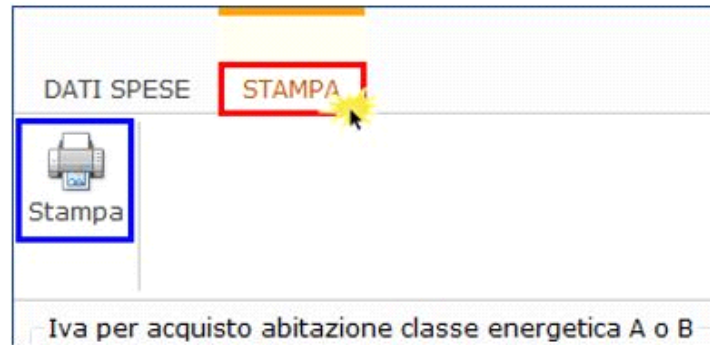 DATI SPESE STAMPA
Stampa
Iva per acquisto abitazione classe energetica A o B